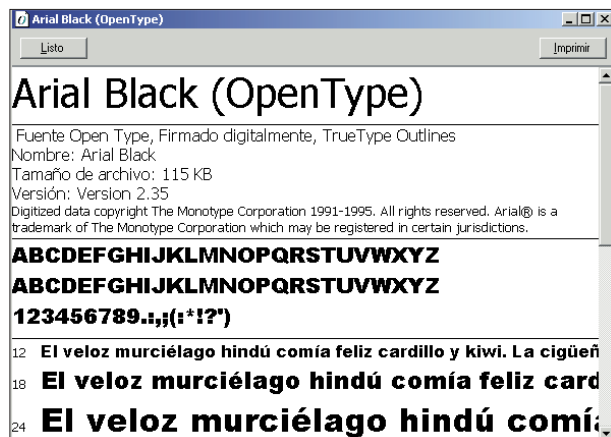 Arial Black (OpenType)
Listo Imprimir
Arial Black (OpenType)
Fuente Open Type, Firmado digitalmente, TrueType Outlines
Nombre: Arial Black
Tamaño de archivo: 115 KB
Versión: Version 2.35
Digitized data copyright The Monotype Corporation 1991-1995. All rights reserved. Arial® is a
trademark of The Monotype Corporation which may be registered in certain jurisdictions.
ABCDEFGHIJKLMNOPQRSTUVWXYZ
ABCDEFGHIJKLMNOPQRSTUVWXYZ
123456789.:,;(:*!?')
12 El veloz murciélago hindú comía feliz cardillo y kiwi. La cigüeñ
18 El veloz murciélago hindú comía feliz card
24 El veloz murciélago hindú comía